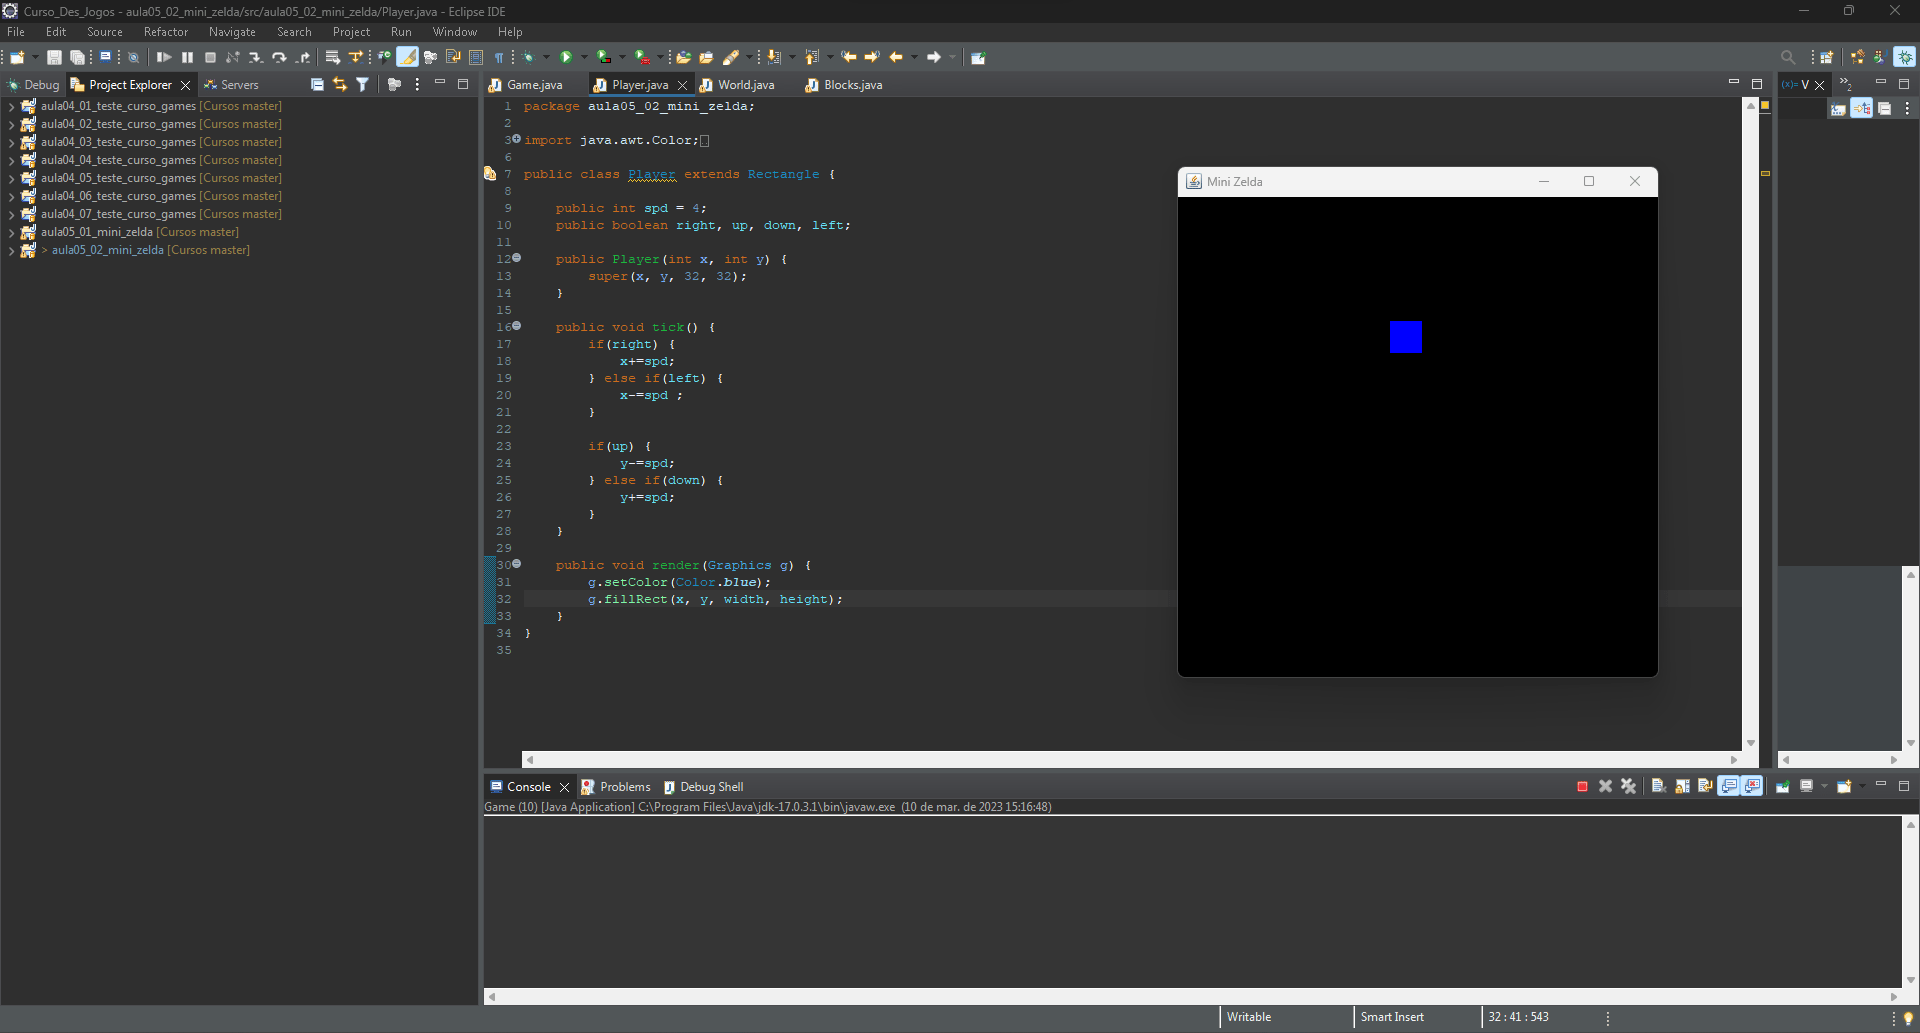 Curso_Des_Jogos - aula05_02_mini_zelda/src/aula05_02_mini_zelda/Player.java - Eclipse IDE
File Edit Source Refactor Navigate Search Project Run Window Help
Debug Project Explorer Servers
aula04_01_teste_curso_games [Cursos master]
aula04_02_teste_curso_games [Cursos master]
aula04_03_teste_curso_games [Cursos master]
aula04_04_teste_curso_games [Cursos master]
aula04_05_teste_curso_games [Cursos master]
aula04_06_teste_curso_games [Cursos master]
aula04_07_teste_curso_games [Cursos master]
aula05_01_mini_zelda [Cursos master]
> aula05_02_mini_zelda [Cursos master]
Game.java Player.java World.java Blocks.java
1 package aula05_02_mini_zelda;
2
3 import java.awt.Color;
6
7 public class Player extends Rectangle {
8
9 public int spd = 4;
10 public boolean right, up, down, left;
11
12 public Player(int x, int y) {
13 super(x, y, 32, 32);
14 }
15
16 public void tick() {
17 if(right) {
18 x+=spd;
19 } else if(left) {
20 x-=spd ;
21 }
22
23 if(up) {
24 y-=spd;
25 } else if(down) {
26 y+=spd;
27 }
28 }
29
30 public void render(Graphics g) {
31 g.setColor(Color.blue);
32 g.fillRect(x, y, width, height);
33 }
34 }
35
Mini Zelda
(x)= V
2
Console Problems Debug Shell
Game (10) [Java Application] C:\Program Files\Java\jdk-17.0.3.1\bin\javaw.exe (10 de mar. de 2023 15:16:48)
Writable Smart Insert 32 : 41 : 543